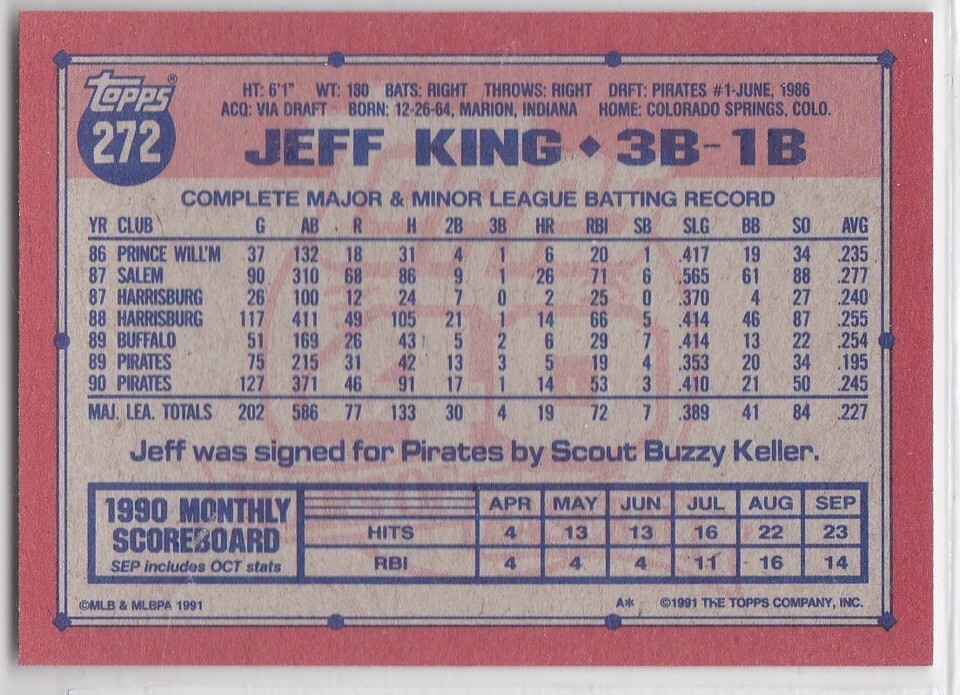 Topps®
272
HT: 6'1" WT: 180 BATS: RIGHT THROWS: RIGHT DRFT: PIRATES #1-JUNE, 1986
ACQ: VIA DRAFT BORN: 12-26-64, MARION, INDIANA HOME: COLORADO SPRINGS, COLO.
JEFF KING ◆ 3B-1B
COMPLETE MAJOR & MINOR LEAGUE BATTING RECORD
YR CLUB G AB R H 2B 3B HR RBI SB SLG BB SO AVG
86 PRINCE WILL'M 37 132 18 31 4 1 6 20 1 .417 19 34 .235
87 SALEM 90 310 68 86 9 1 26 71 6 .565 61 88 .277
87 HARRISBURG 26 100 12 24 7 0 2 25 0 .370 4 27 .240
88 HARRISBURG 117 411 49 105 21 1 14 66 5 .414 46 87 .255
89 BUFFALO 51 169 26 43 5 2 6 29 7 .414 13 22 .254
89 PIRATES 75 215 31 42 13 3 5 19 4 .353 20 34 .195
90 PIRATES 127 371 46 91 17 1 14 53 3 .410 21 50 .245
MAJ. LEA. TOTALS 202 586 77 133 30 4 19 72 7 .389 41 84 .227
Jeff was signed for Pirates by Scout Buzzy Keller.
1990 MONTHLY
SCOREBOARD
SEP includes OCT stats
APR MAY JUN JUL AUG SEP
HITS 4 13 13 16 22 23
RBI 4 4 4 11 16 14
©MLB & MLBPA 1991
A* ©1991 THE TOPPS COMPANY, INC.